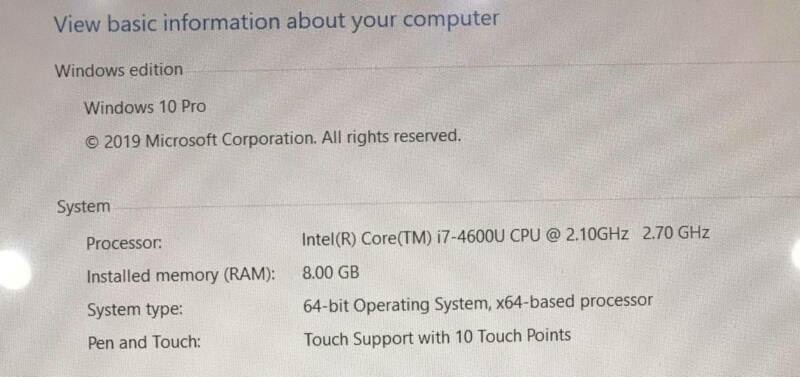 View basic information about your computer
Windows edition
Windows 10 Pro
© 2019 Microsoft Corporation. All rights reserved.
System
Processor: Intel(R) Core(TM) i7-4600U CPU @ 2.10GHz 2.70 GHz
Installed memory (RAM): 8.00 GB
System type: 64-bit Operating System, x64-based processor
Pen and Touch: Touch Support with 10 Touch Points